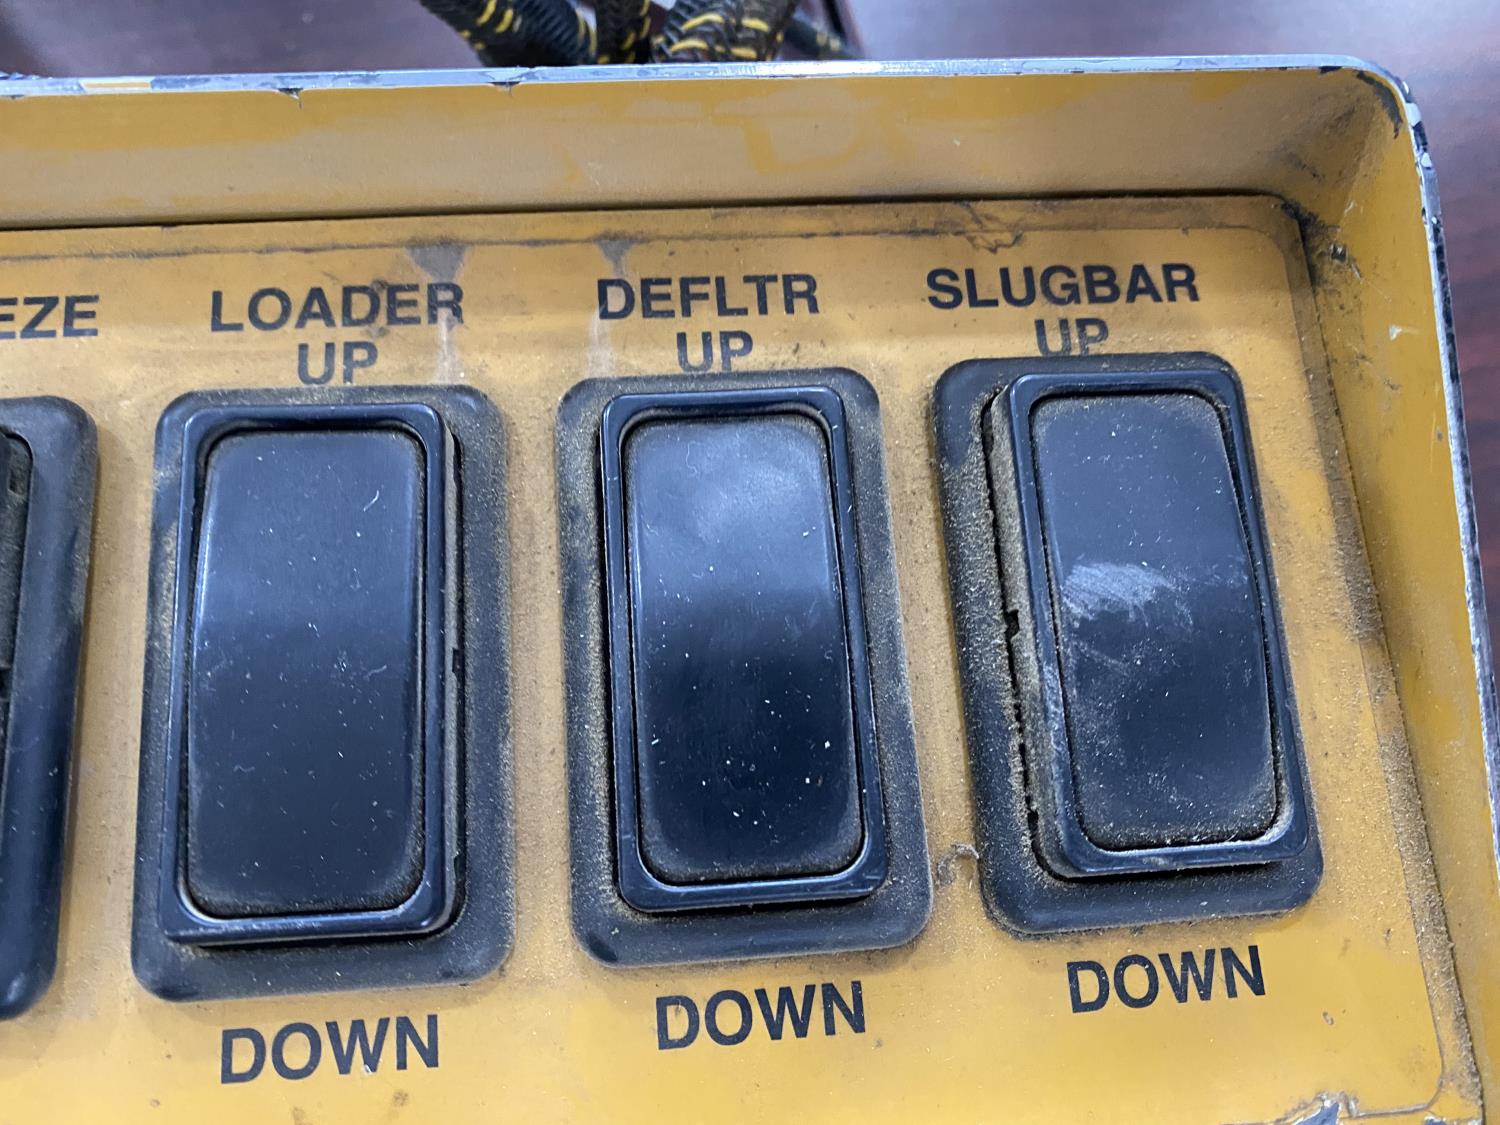 EZE
LOADER
UP
DEFLTR
UP
SLUGBAR
UP
DOWN
DOWN
DOWN